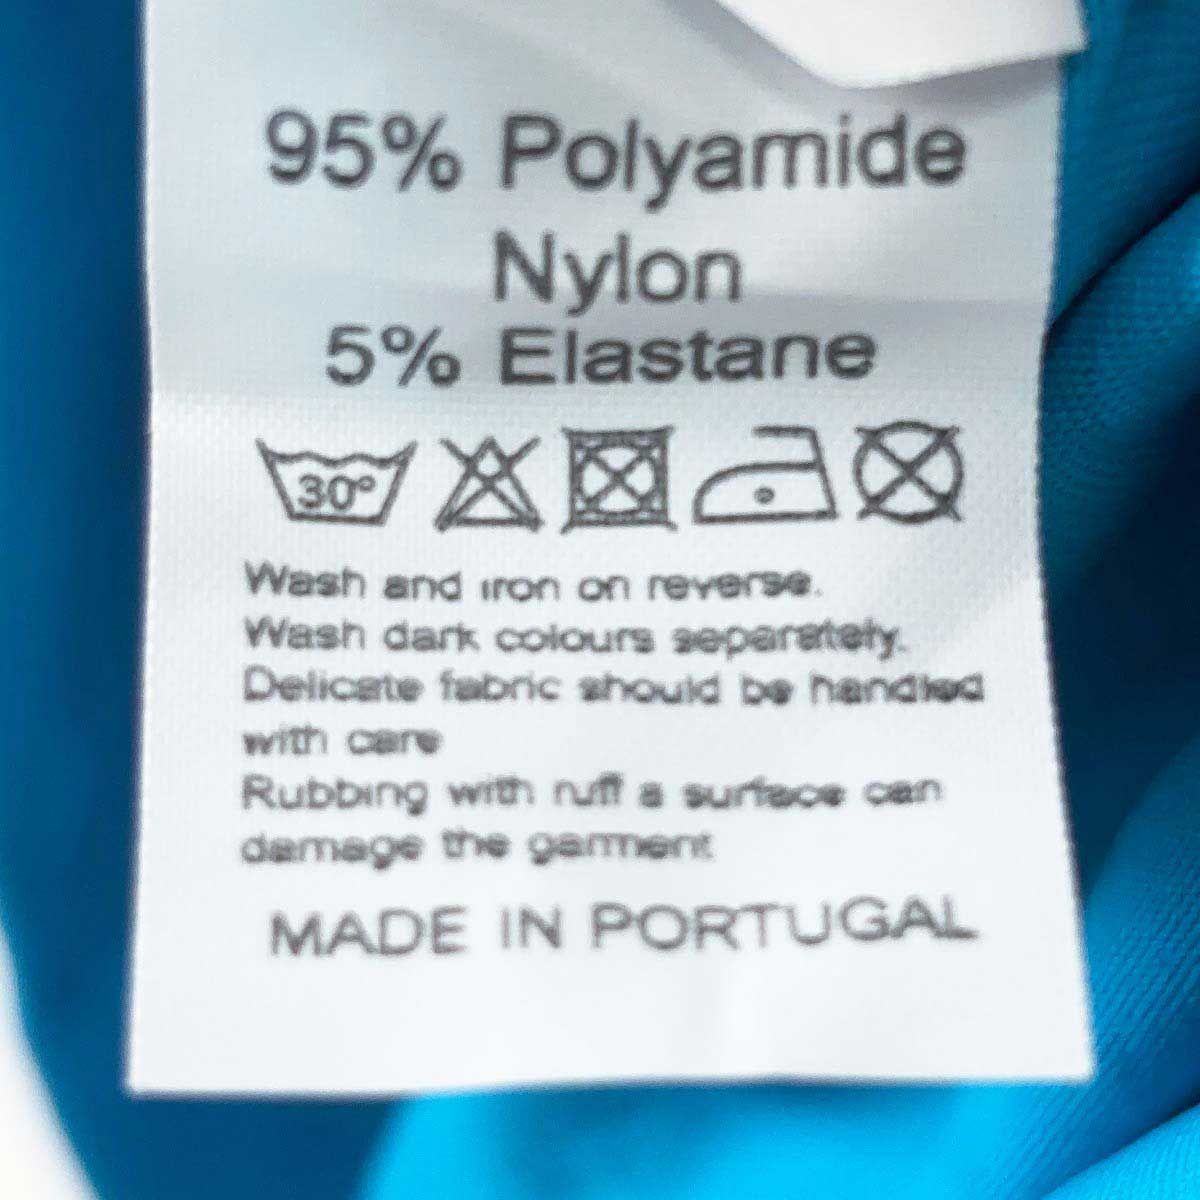 95% Polyamide
Nylon
5% Elastane
30°
Wash and iron on reverse.
Wash dark colours separately.
Delicate fabric should be handled
with care
Rubbing with ruff a surface can
damage the garment
MADE IN PORTUGAL